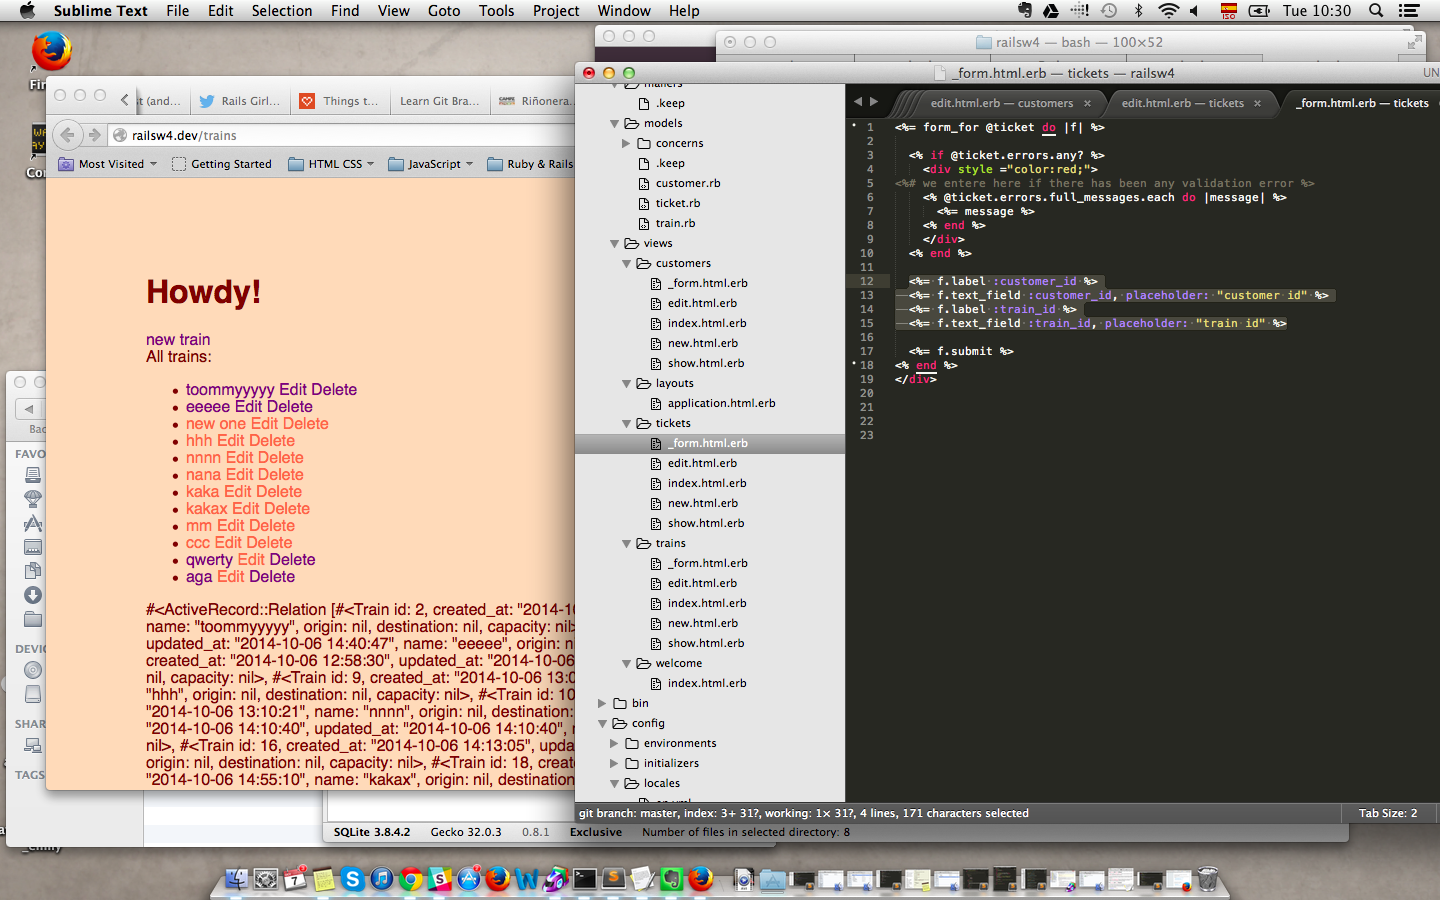 Sublime Text File Edit Selection Find View Goto Tools Project Window Help
ISO Tue 10:30
railsw4 — bash — 100×52
_form.html.erb — tickets — railsw4
UN
st (and...
Rails Girl...
Things t...
Learn Git Bra...
Riñonera...
railsw4.dev/trains
Most Visited
Getting Started
HTML CSS
JavaScript
Ruby & Rails
Howdy!
new train
All trains:
toommyyyyy Edit Delete
eeeee Edit Delete
new one Edit Delete
hhh Edit Delete
nnnn Edit Delete
nana Edit Delete
kaka Edit Delete
kakax Edit Delete
mm Edit Delete
ccc Edit Delete
qwerty Edit Delete
aga Edit Delete
#<ActiveRecord::Relation [#<Train id: 2, created_at: "2014-10
name: "toommyyyyy", origin: nil, destination: nil, capacity: nil>
updated_at: "2014-10-06 14:40:47", name: "eeeee", origin: n
created_at: "2014-10-06 12:58:30", updated_at: "2014-10-06
nil, capacity: nil>, #<Train id: 9, created_at: "2014-10-06 13:0
"hhh", origin: nil, destination: nil, capacity: nil>, #<Train id: 10
"2014-10-06 13:10:21", name: "nnnn", origin: nil, destination:
"2014-10-06 14:10:40", updated_at: "2014-10-06 14:10:40", n
nil>, #<Train id: 16, created_at: "2014-10-06 14:13:05", upda
origin: nil, destination: nil, capacity: nil>, #<Train id: 18, crea
"2014-10-06 14:55:10", name: "kakax", origin: nil, destination
Bac
FAVO
DEVIC
SHAR
TAGS
SQLite 3.8.4.2 Gecko 32.0.3 0.8.1 Exclusive Number of files in selected directory: 8
.keep
models
concerns
.keep
customer.rb
ticket.rb
train.rb
views
customers
_form.html.erb
edit.html.erb
index.html.erb
new.html.erb
show.html.erb
layouts
application.html.erb
tickets
_form.html.erb
edit.html.erb
index.html.erb
new.html.erb
show.html.erb
trains
_form.html.erb
edit.html.erb
index.html.erb
new.html.erb
show.html.erb
welcome
index.html.erb
bin
config
environments
initializers
locales
edit.html.erb — customers ×
edit.html.erb — tickets ×
_form.html.erb — tickets
1 <%= form_for @ticket do |f| %>
2
3 <% if @ticket.errors.any? %>
4 <div style ="color:red;">
5 <%# we entere here if there has been any validation error %>
6 <% @ticket.errors.full_messages.each do |message| %>
7 <%= message %>
8 <% end %>
9 </div>
10 <% end %>
11
12 <%= f.label :customer_id %>
13 <%= f.text_field :customer_id, placeholder: "customer id" %>
14 <%= f.label :train_id %>
15 <%= f.text_field :train_id, placeholder: "train id" %>
16
17 <%= f.submit %>
18 <% end %>
19 </div>
20
21
22
23
git branch: master, index: 3+ 31?, working: 1× 31?, 4 lines, 171 characters selected
Tab Size: 2